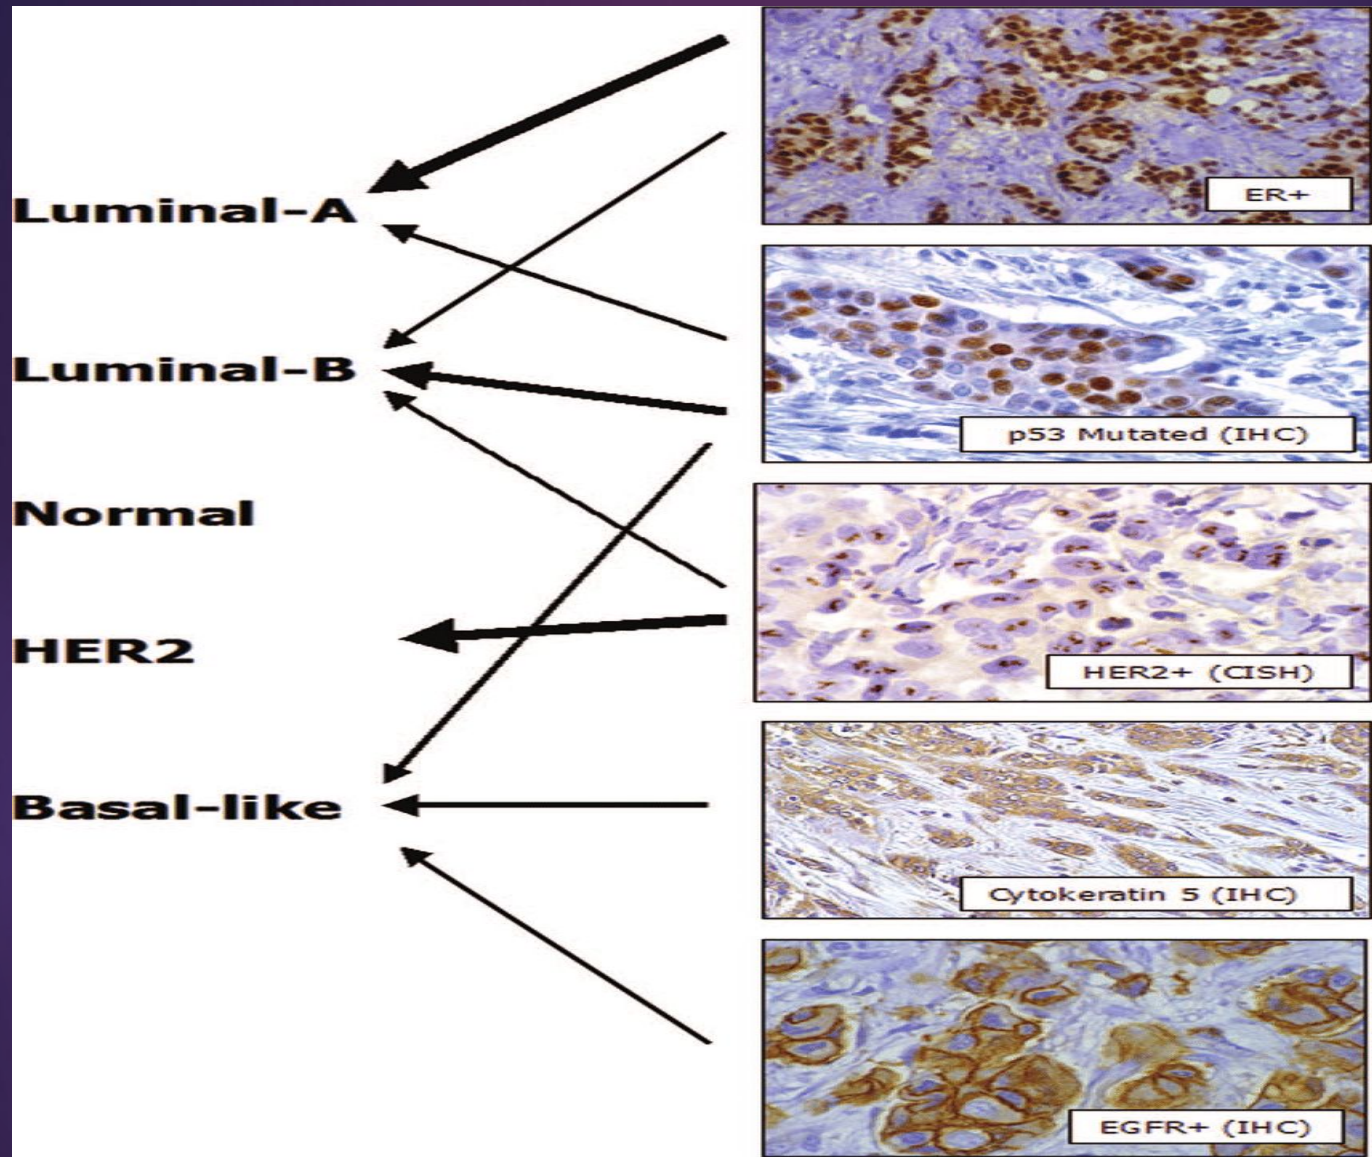 ER+
Luminal-A
Luminal-B
p53 Mutated (IHC)
Normal
HER2
HER2+ (CISH)
Basal-like
Cytokeratin 5 (IHC)
EGFR+ (IHC)